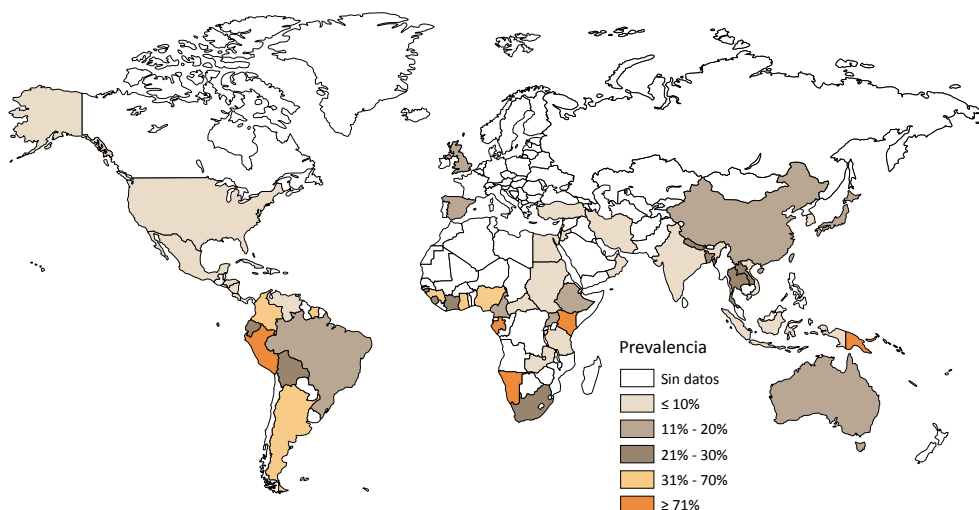 Prevalencia
Sin datos
≤ 10%
11% - 20%
21% - 30%
31% - 70%
≥ 71%